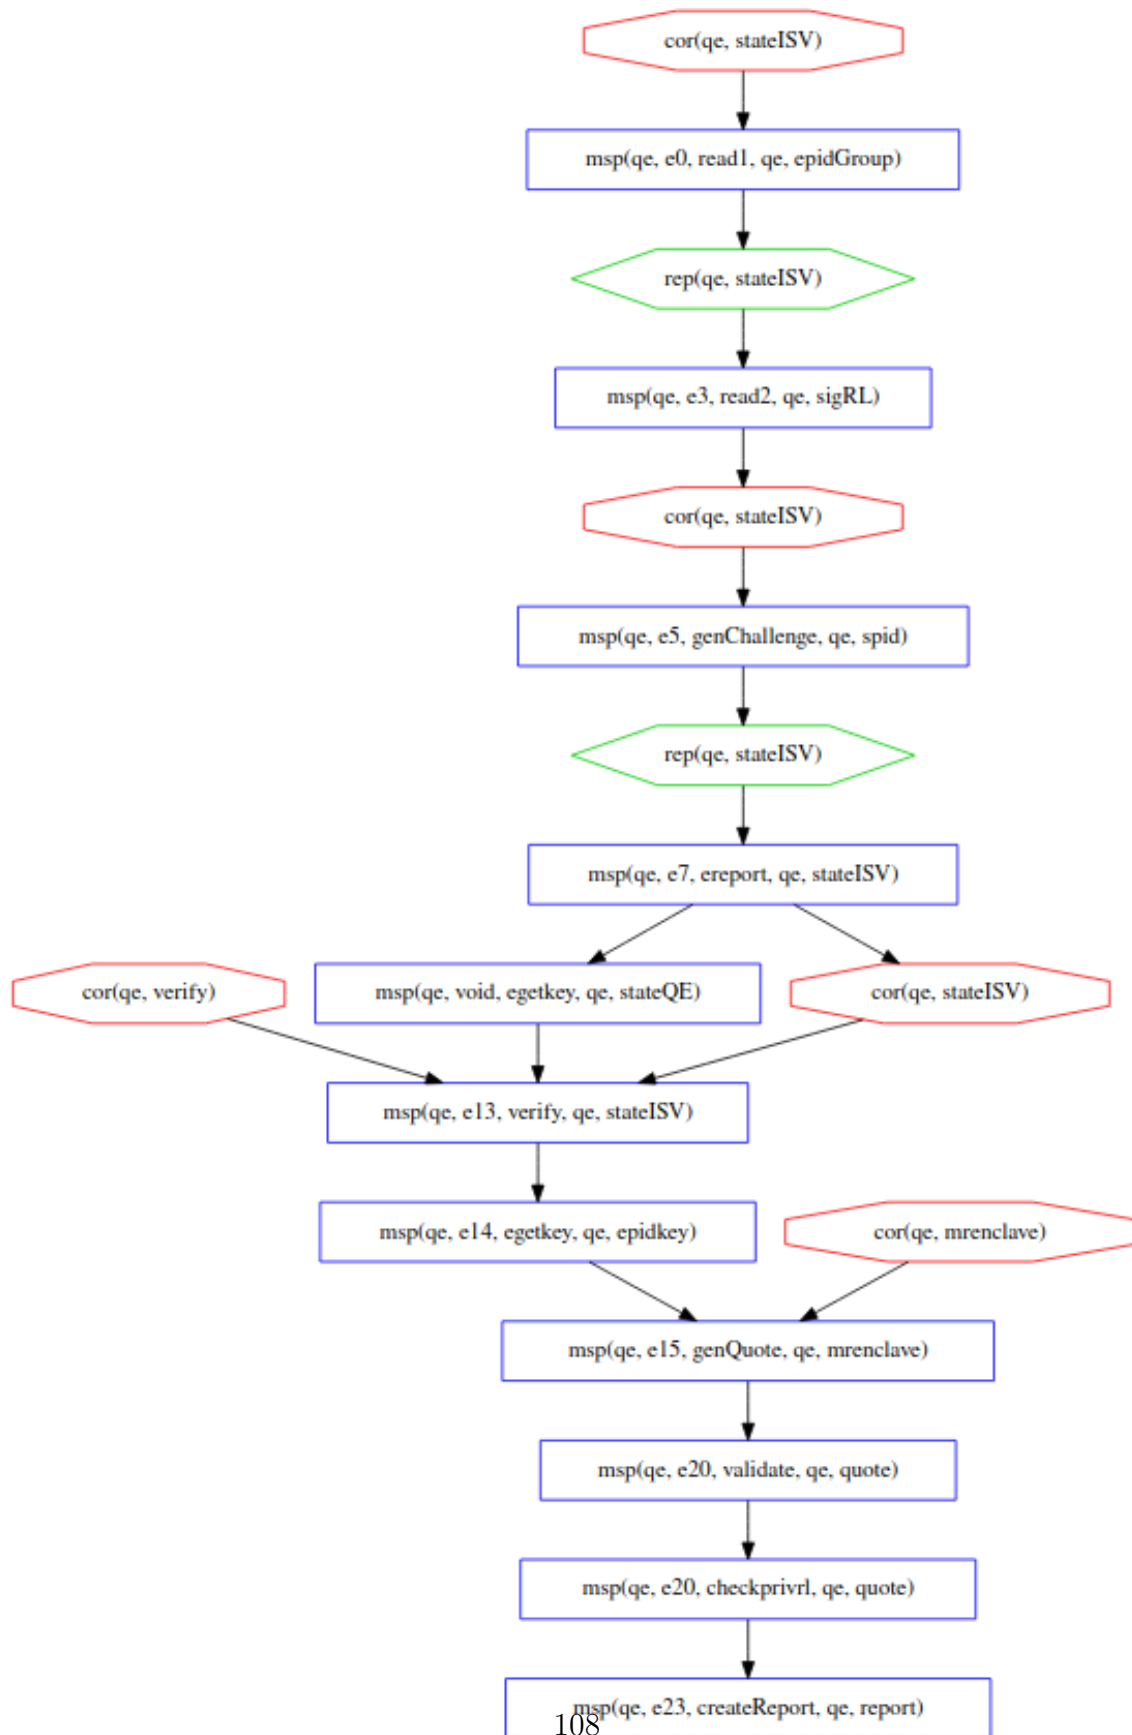 cor(qe, stateISV)
msp(qe, e0, read1, qe, epidGroup)
rep(qe, stateISV)
msp(qe, e3, read2, qe, sigRL)
cor(qe, stateISV)
msp(qe, e5, genChallenge, qe, spid)
rep(qe, stateISV)
msp(qe, e7, ereport, qe, stateISV)
cor(qe, verify)
msp(qe, void, egetkey, qe, stateQE)
cor(qe, stateISV)
msp(qe, e13, verify, qe, stateISV)
msp(qe, e14, egetkey, qe, epidkey)
cor(qe, mrenclave)
msp(qe, e15, genQuote, qe, mrenclave)
msp(qe, e20, validate, qe, quote)
msp(qe, e20, checkprivrl, qe, quote)
msp(qe, e23, createReport, qe, report)
108